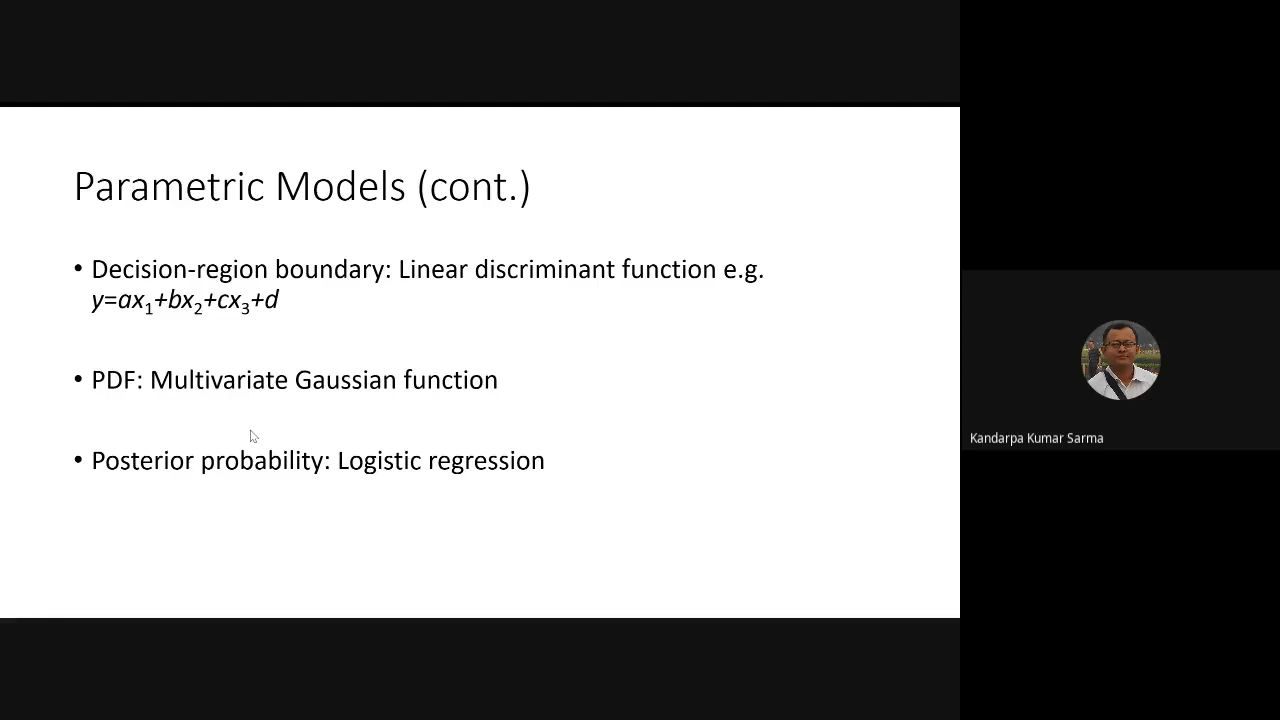 Parametric Models (cont.)
• Decision-region boundary: Linear discriminant function e.g.
y=ax₁+bx₂+cx₃+d
• PDF: Multivariate Gaussian function
• Posterior probability: Logistic regression
Kandarpa Kumar Sarma